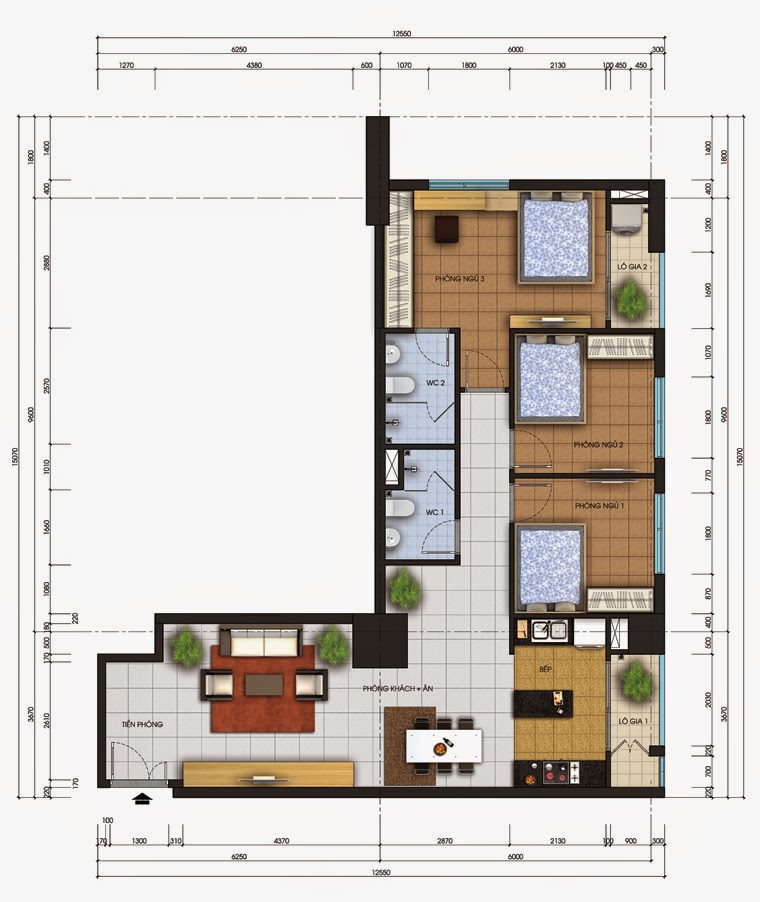 12550
6250 6000 300
1270 4380 600 1070 1800 2130 100 450 450
1800 1400 1400 1800
400 400
PHÒNG NGỦ 3
LÔ GIA 2
2880 1200
1690
WC 2
PHÒNG NGỦ 2
2570 1070
9600 1800 9600
15070 15070
1010 770
WC 1
PHÒNG NGỦ 1
1660 1800
1080 870
220
180 400
500 500
170
PHÒNG KHÁCH + ĂN
BẾP
TIỀN PHÒNG
LÔ GIA 1
3670 2610 2030 3670
220
170 700
220 220
100
170 1300 310 4370 2870 2130 100 900 300
6250 6000
12550